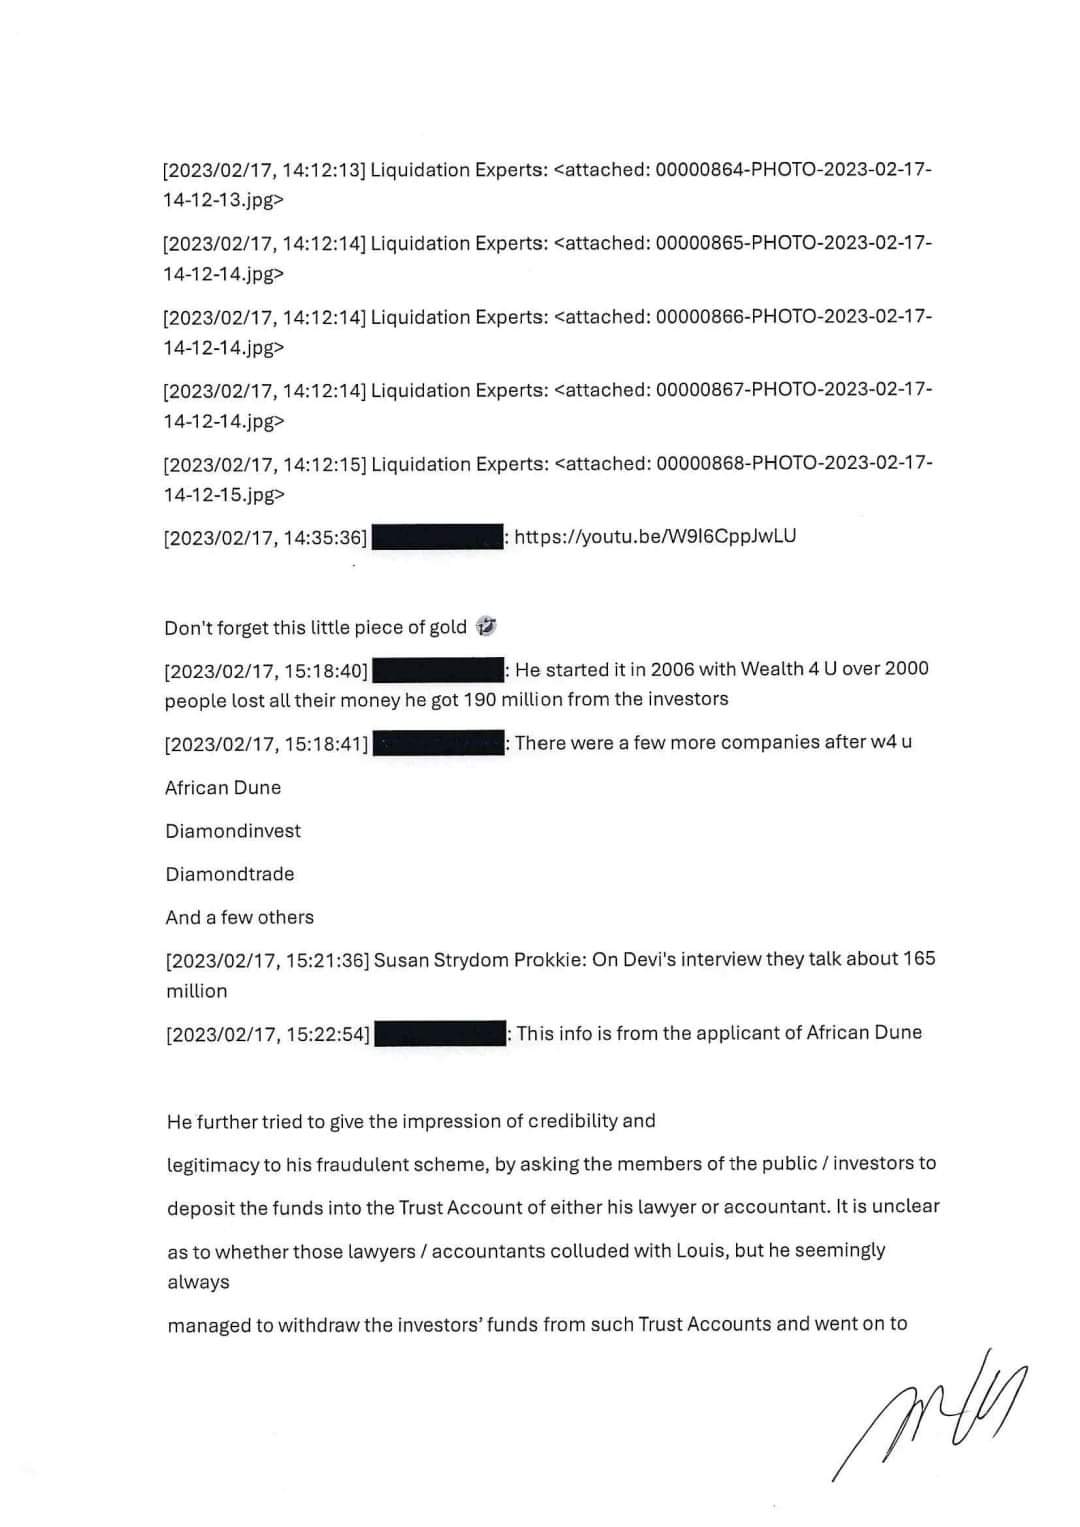 [2023/02/17, 14:12:13] Liquidation Experts: <attached: 00000864-PHOTO-2023-02-17-
14-12-13.jpg>
[2023/02/17, 14:12:14] Liquidation Experts: <attached: 00000865-PHOTO-2023-02-17-
14-12-14.jpg>
[2023/02/17, 14:12:14] Liquidation Experts: <attached: 00000866-PHOTO-2023-02-17-
14-12-14.jpg>
[2023/02/17, 14:12:14] Liquidation Experts: <attached: 00000867-PHOTO-2023-02-17-
14-12-14.jpg>
[2023/02/17, 14:12:15] Liquidation Experts: <attached: 00000868-PHOTO-2023-02-17-
14-12-15.jpg>
[2023/02/17, 14:35:36] : https://youtu.be/W9I6CppJwLU
Don't forget this little piece of gold 🤣
[2023/02/17, 15:18:40] : He started it in 2006 with Wealth 4 U over 2000
people lost all their money he got 190 million from the investors
[2023/02/17, 15:18:41] : There were a few more companies after w4 u
African Dune
Diamondinvest
Diamondtrade
And a few others
[2023/02/17, 15:21:36] Susan Strydom Prokkie: On Devi's interview they talk about 165
million
[2023/02/17, 15:22:54] : This info is from the applicant of African Dune
He further tried to give the impression of credibility and
legitimacy to his fraudulent scheme, by asking the members of the public / investors to
deposit the funds into the Trust Account of either his lawyer or accountant. It is unclear
as to whether those lawyers / accountants colluded with Louis, but he seemingly
always
managed to withdraw the investors' funds from such Trust Accounts and went on to